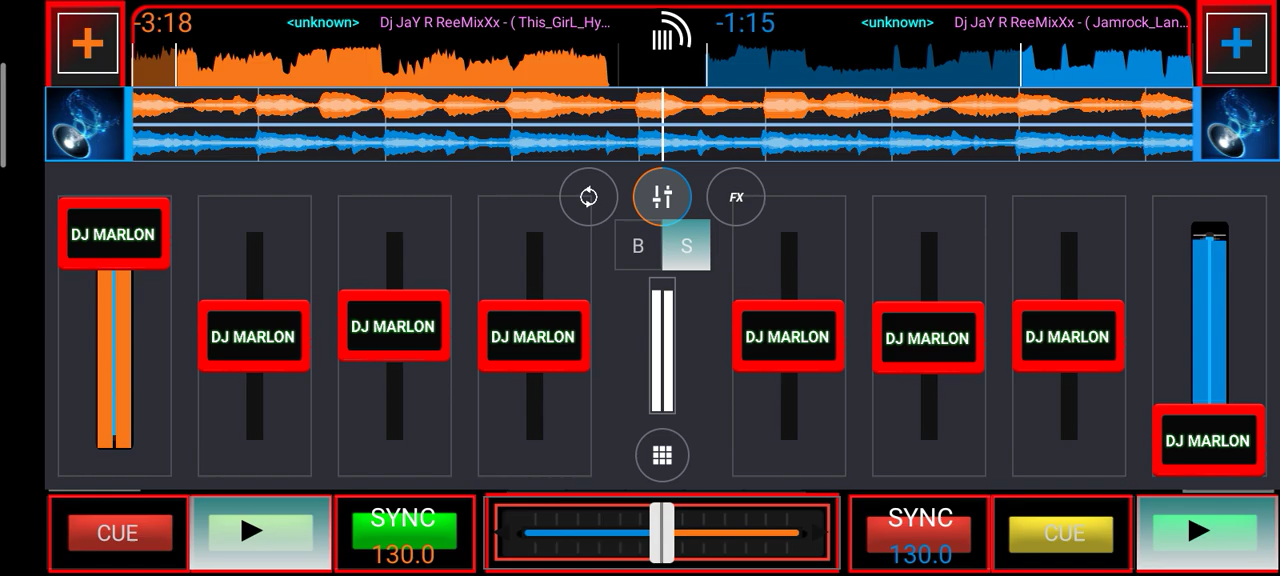 -3:18 <unknown> Dj JaY R ReeMixXx - ( This_GirL_Hy...
-1:15 <unknown> Dj JaY R ReeMixXx - ( Jamrock_Lan...
FX
B S
DJ MARLON
DJ MARLON
DJ MARLON
DJ MARLON
DJ MARLON
DJ MARLON
DJ MARLON
DJ MARLON
CUE
SYNC
130.0
SYNC
130.0
CUE